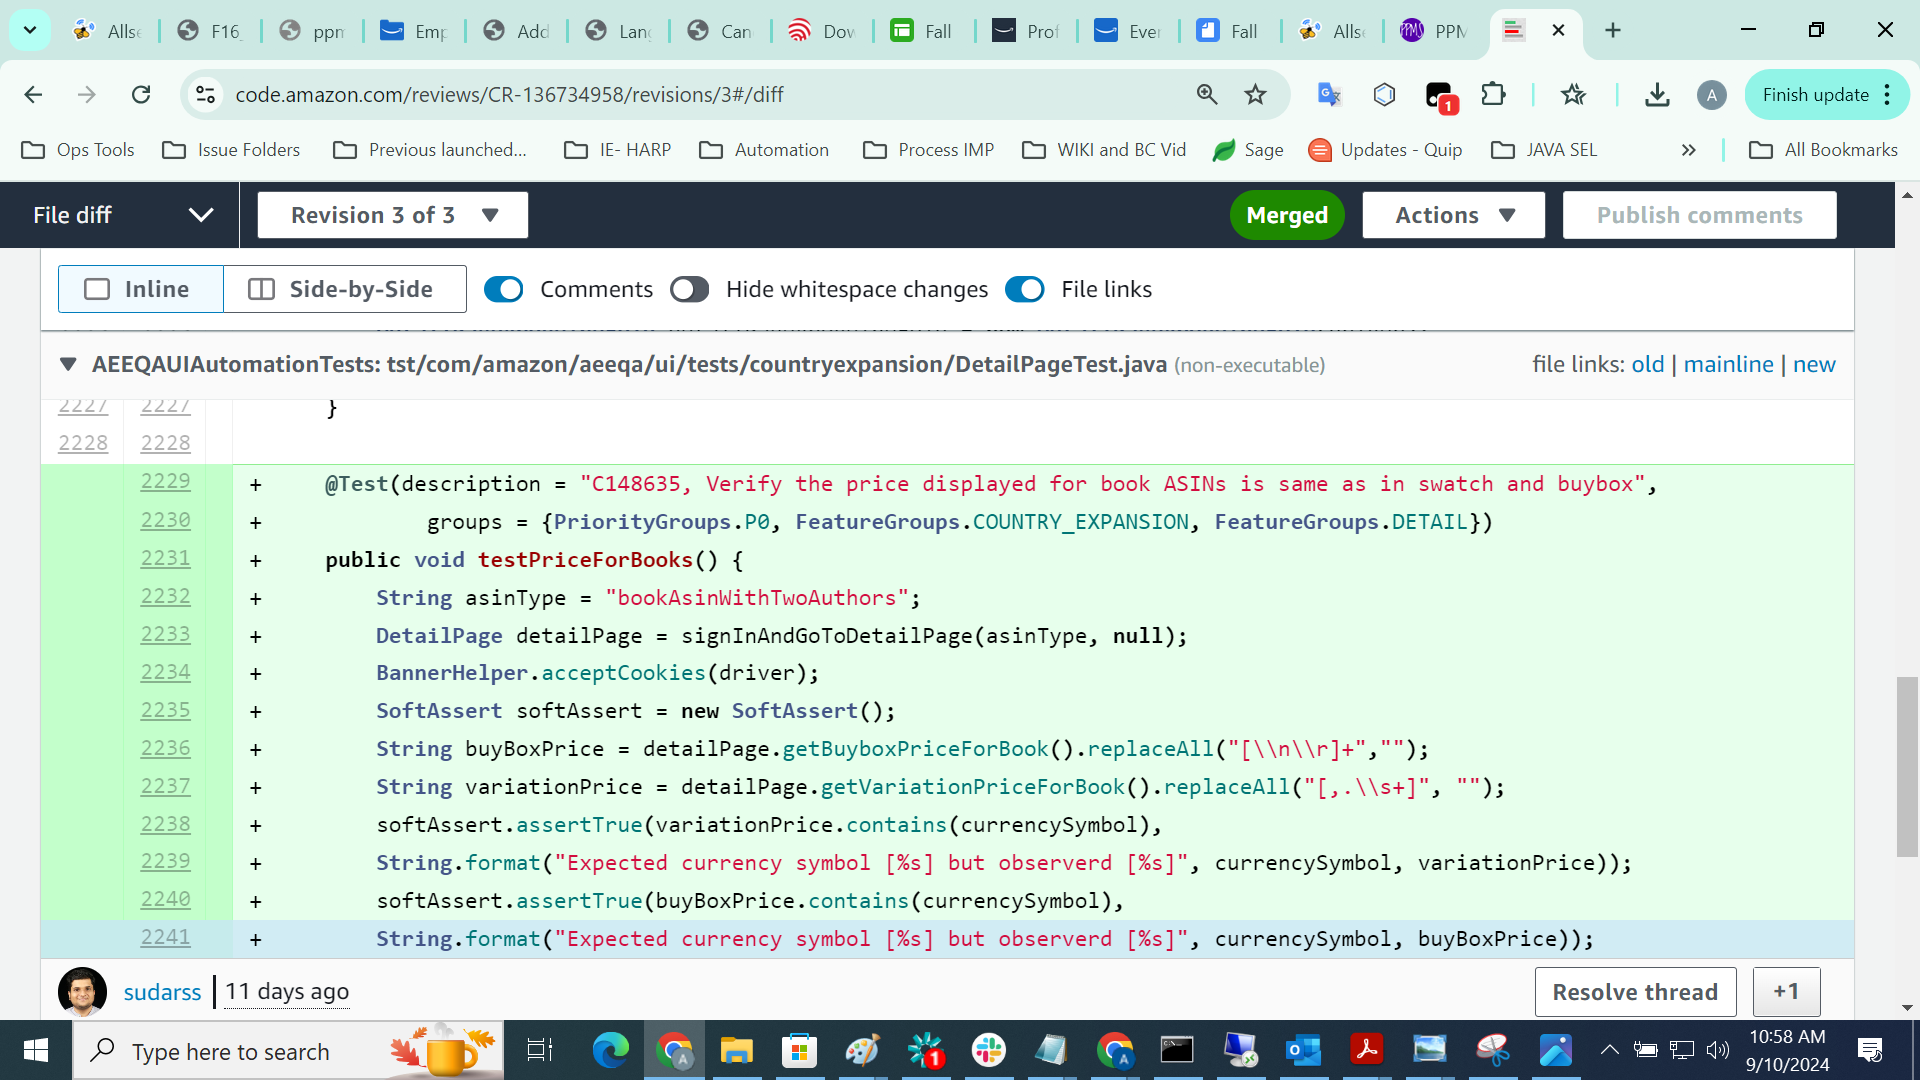 Allse
F16_
ppm
Emp
Add
Lang
Can
Dow
Fall
Prof
Ever
Fall
Allse
PPM
code.amazon.com/reviews/CR-136734958/revisions/3#/diff
1
A
Finish update
Ops Tools
Issue Folders
Previous launched...
IE- HARP
Automation
Process IMP
WIKI and BC Vid
Sage
Updates - Quip
JAVA SEL
»
All Bookmarks
File diff
Revision 3 of 3
Merged
Actions
Publish comments
Inline
Side-by-Side
Comments
Hide whitespace changes
File links
AEEQAUIAutomationTests: tst/com/amazon/aeeqa/ui/tests/countryexpansion/DetailPageTest.java (non-executable)
file links: old | mainline | new
2227 2227 }
2228 2228
2229 + @Test(description = "C148635, Verify the price displayed for book ASINs is same as in swatch and buybox",
2230 + groups = {PriorityGroups.P0, FeatureGroups.COUNTRY_EXPANSION, FeatureGroups.DETAIL})
2231 + public void testPriceForBooks() {
2232 + String asinType = "bookAsinWithTwoAuthors";
2233 + DetailPage detailPage = signInAndGoToDetailPage(asinType, null);
2234 + BannerHelper.acceptCookies(driver);
2235 + SoftAssert softAssert = new SoftAssert();
2236 + String buyBoxPrice = detailPage.getBuyboxPriceForBook().replaceAll("[\\n\\r]+","");
2237 + String variationPrice = detailPage.getVariationPriceForBook().replaceAll("[,.\\s+]", "");
2238 + softAssert.assertTrue(variationPrice.contains(currencySymbol),
2239 + String.format("Expected currency symbol [%s] but observerd [%s]", currencySymbol, variationPrice));
2240 + softAssert.assertTrue(buyBoxPrice.contains(currencySymbol),
2241 + String.format("Expected currency symbol [%s] but observerd [%s]", currencySymbol, buyBoxPrice));
sudarss | 11 days ago
Resolve thread
+1
Type here to search
1
10:58 AM
9/10/2024